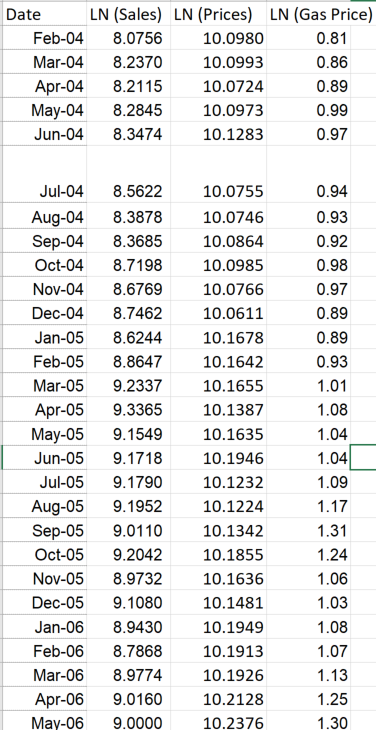 Date LN (Sales) LN (Prices) LN (Gas Price)
Feb-04 8.0756 10.0980 0.81
Mar-04 8.2370 10.0993 0.86
Apr-04 8.2115 10.0724 0.89
May-04 8.2845 10.0973 0.99
Jun-04 8.3474 10.1283 0.97
Jul-04 8.5622 10.0755 0.94
Aug-04 8.3878 10.0746 0.93
Sep-04 8.3685 10.0864 0.92
Oct-04 8.7198 10.0985 0.98
Nov-04 8.6769 10.0766 0.97
Dec-04 8.7462 10.0611 0.89
Jan-05 8.6244 10.1678 0.89
Feb-05 8.8647 10.1642 0.93
Mar-05 9.2337 10.1655 1.01
Apr-05 9.3365 10.1387 1.08
May-05 9.1549 10.1635 1.04
Jun-05 9.1718 10.1946 1.04
Jul-05 9.1790 10.1232 1.09
Aug-05 9.1952 10.1224 1.17
Sep-05 9.0110 10.1342 1.31
Oct-05 9.2042 10.1855 1.24
Nov-05 8.9732 10.1636 1.06
Dec-05 9.1080 10.1481 1.03
Jan-06 8.9430 10.1949 1.08
Feb-06 8.7868 10.1913 1.07
Mar-06 8.9774 10.1926 1.13
Apr-06 9.0160 10.2128 1.25
May-06 9.0000 10.2376 1.30